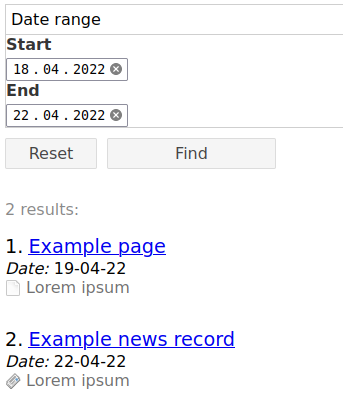 Date range
Start
18.04.2022
End
22.04.2022
Reset Find
2 results:
1. Example page
Date: 19-04-22
Lorem ipsum
2. Example news record
Date: 22-04-22
Lorem ipsum